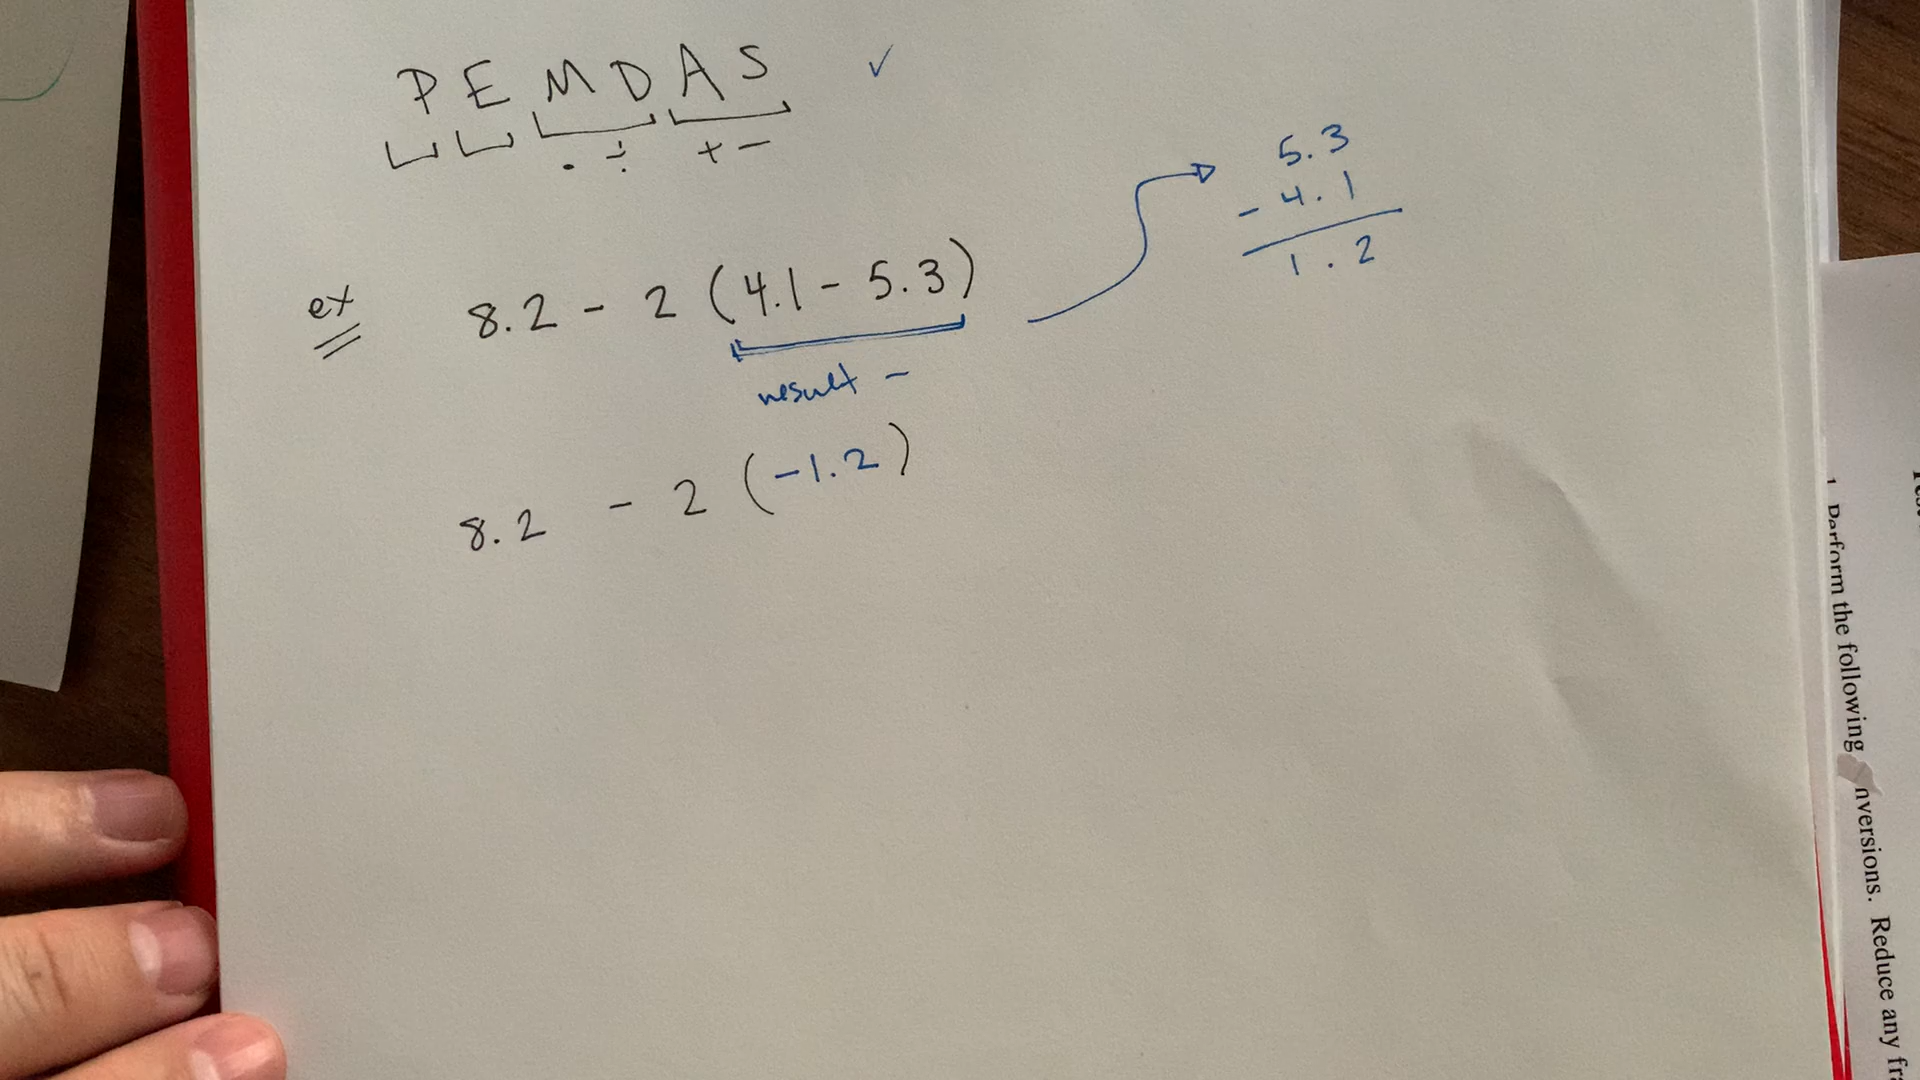 PEMDAS ✓
· ÷ + −
ex 8.2 - 2 (4.1 - 5.3)
result -
8.2 - 2 (-1.2)
5.3
- 4.1
1.2
1. Perform the following
nversions. Reduce any